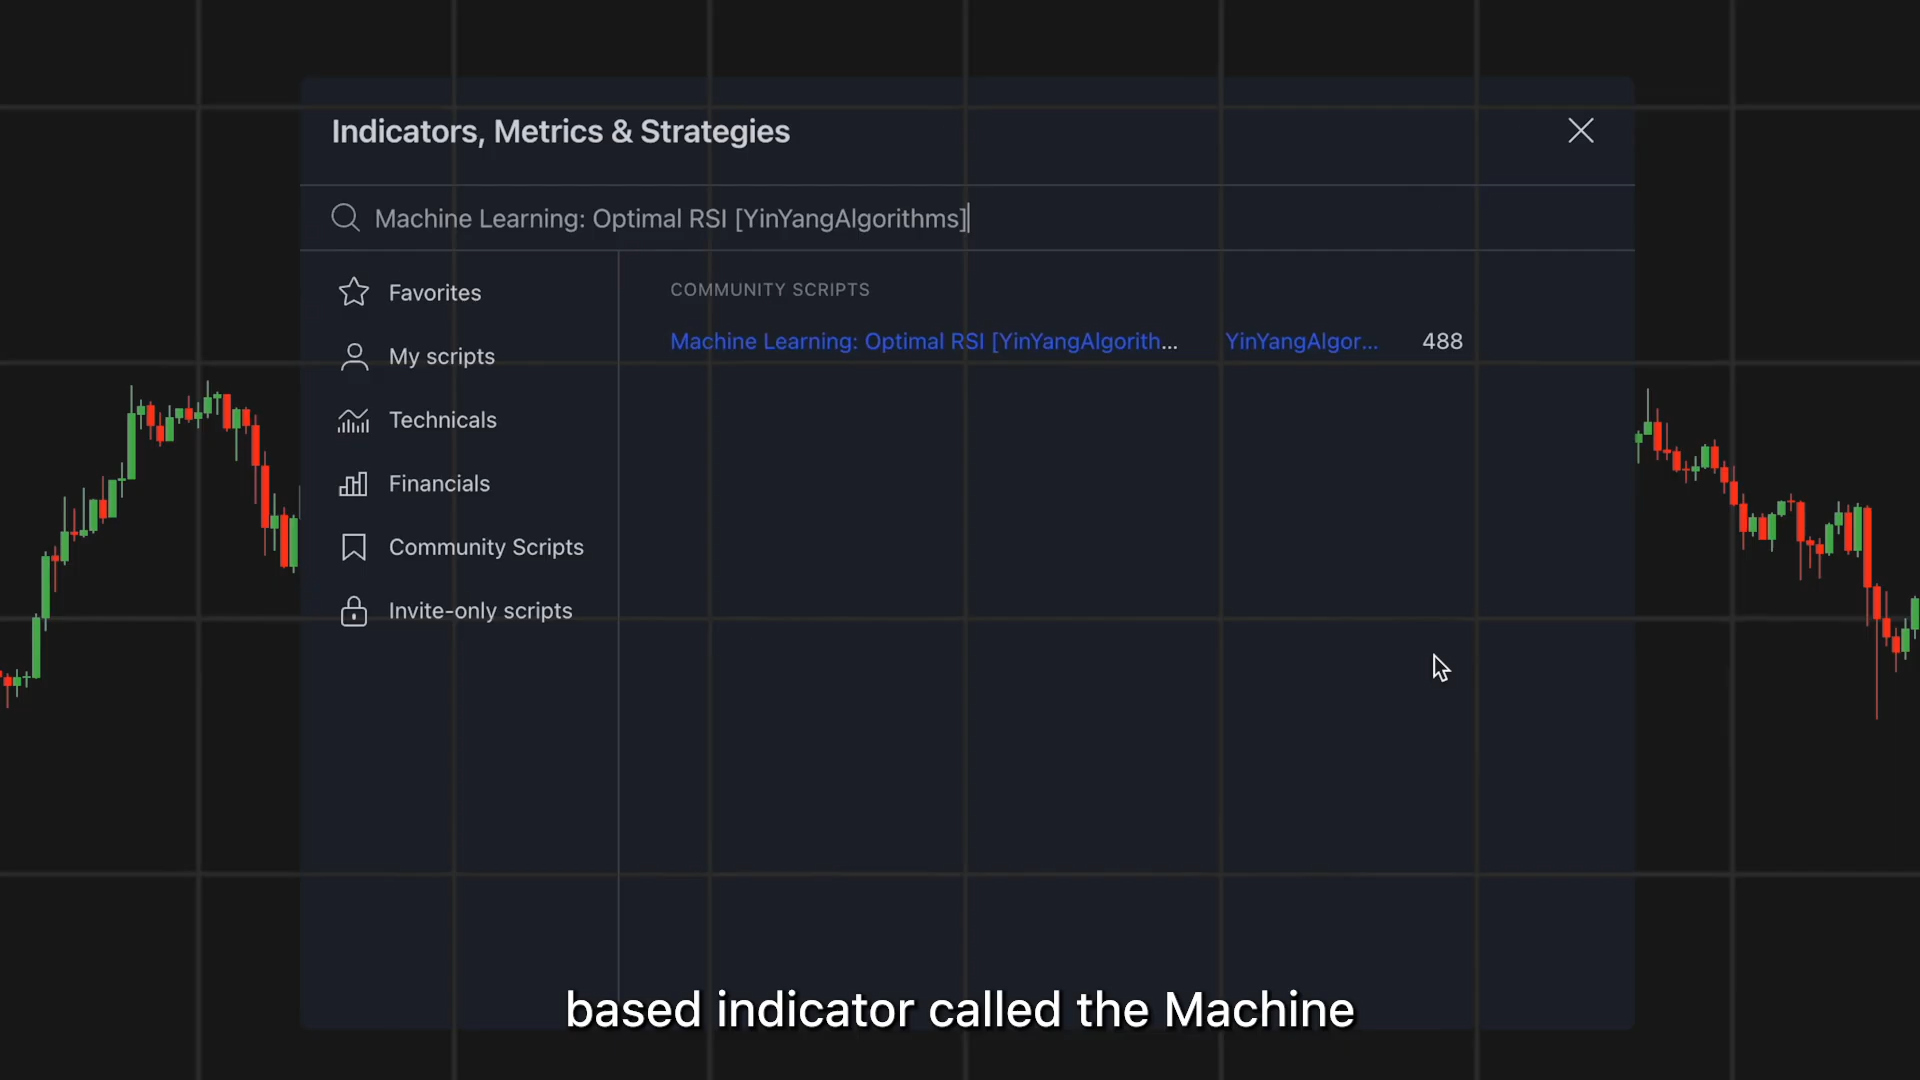 Indicators, Metrics & Strategies
Machine Learning: Optimal RSI [YinYangAlgorithms]
Favorites
My scripts
Technicals
Financials
Community Scripts
Invite-only scripts
COMMUNITY SCRIPTS
Machine Learning: Optimal RSI [YinYangAlgorith... YinYangAlgor... 488
based indicator called the Machine